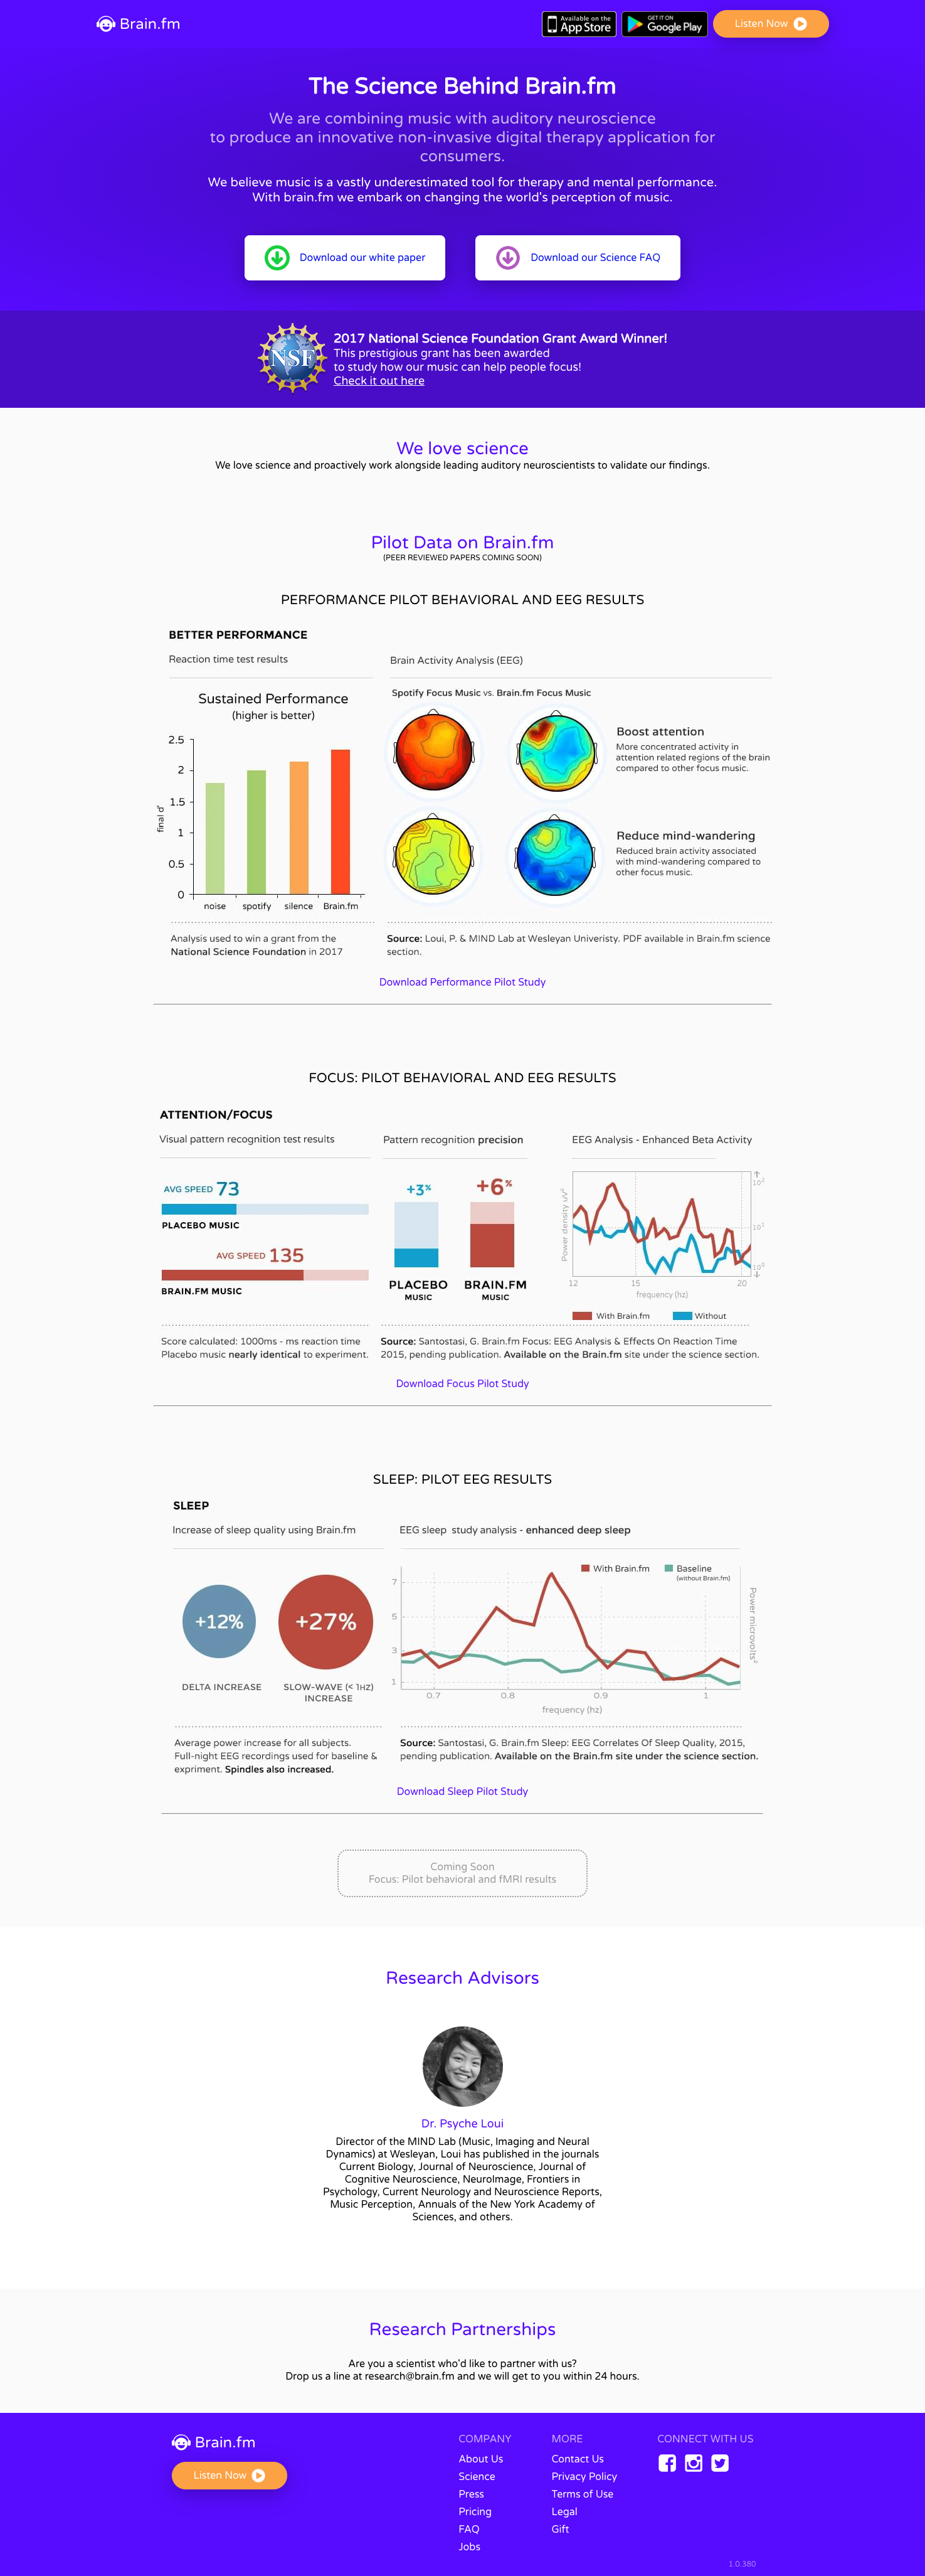 Brain.fm
Available on the
App Store
GET IT ON
Google Play
Listen Now
The Science Behind Brain.fm
We are combining music with auditory neuroscience
to produce an innovative non-invasive digital therapy application for
consumers.
We believe music is a vastly underestimated tool for therapy and mental performance.
With brain.fm we embark on changing the world's perception of music.
Download our white paper
Download our Science FAQ
NSF
2017 National Science Foundation Grant Award Winner!
This prestigious grant has been awarded
to study how our music can help people focus!
Check it out here
We love science
We love science and proactively work alongside leading auditory neuroscientists to validate our findings.
Pilot Data on Brain.fm
(PEER REVIEWED PAPERS COMING SOON)
PERFORMANCE PILOT BEHAVIORAL AND EEG RESULTS
BETTER PERFORMANCE
Reaction time test results
Brain Activity Analysis (EEG)
Sustained Performance
(higher is better)
2.5
2
1.5
1
0.5
0
final d'
noise spotify silence Brain.fm
Spotify Focus Music vs. Brain.fm Focus Music
Boost attention
More concentrated activity in
attention related regions of the brain
compared to other focus music.
Reduce mind-wandering
Reduced brain activity associated
with mind-wandering compared to
other focus music.
Analysis used to win a grant from the
National Science Foundation in 2017
Source: Loui, P. & MIND Lab at Wesleyan Univeristy. PDF available in Brain.fm science
section.
Download Performance Pilot Study
FOCUS: PILOT BEHAVIORAL AND EEG RESULTS
ATTENTION/FOCUS
Visual pattern recognition test results
Pattern recognition precision
EEG Analysis - Enhanced Beta Activity
AVG SPEED 73
PLACEBO MUSIC
AVG SPEED 135
BRAIN.FM MUSIC
+3%
+6%
PLACEBO
MUSIC
BRAIN.FM
MUSIC
Power density uV²
10²
10¹
10⁰
12 15 20
frequency (hz)
With Brain.fm
Without
Score calculated: 1000ms - ms reaction time
Placebo music nearly identical to experiment.
Source: Santostasi, G. Brain.fm Focus: EEG Analysis & Effects On Reaction Time
2015, pending publication. Available on the Brain.fm site under the science section.
Download Focus Pilot Study
SLEEP: PILOT EEG RESULTS
SLEEP
Increase of sleep quality using Brain.fm
EEG sleep study analysis - enhanced deep sleep
+12%
+27%
DELTA INCREASE
SLOW-WAVE (< 1HZ)
INCREASE
With Brain.fm
Baseline
(without Brain.fm)
7
5
3
1
0.7 0.8 0.9 1
frequency (hz)
Power microvolts²
Average power increase for all subjects.
Full-night EEG recordings used for baseline &
expriment. Spindles also increased.
Source: Santostasi, G. Brain.fm Sleep: EEG Correlates Of Sleep Quality, 2015,
pending publication. Available on the Brain.fm site under the science section.
Download Sleep Pilot Study
Coming Soon
Focus: Pilot behavioral and fMRI results
Research Advisors
Dr. Psyche Loui
Director of the MIND Lab (Music, Imaging and Neural
Dynamics) at Wesleyan, Loui has published in the journals
Current Biology, Journal of Neuroscience, Journal of
Cognitive Neuroscience, NeuroImage, Frontiers in
Psychology, Current Neurology and Neuroscience Reports,
Music Perception, Annuals of the New York Academy of
Sciences, and others.
Research Partnerships
Are you a scientist who'd like to partner with us?
Drop us a line at research@brain.fm and we will get to you within 24 hours.
Brain.fm
Listen Now
COMPANY
About Us
Science
Press
Pricing
FAQ
Jobs
MORE
Contact Us
Privacy Policy
Terms of Use
Legal
Gift
CONNECT WITH US
1.0.380